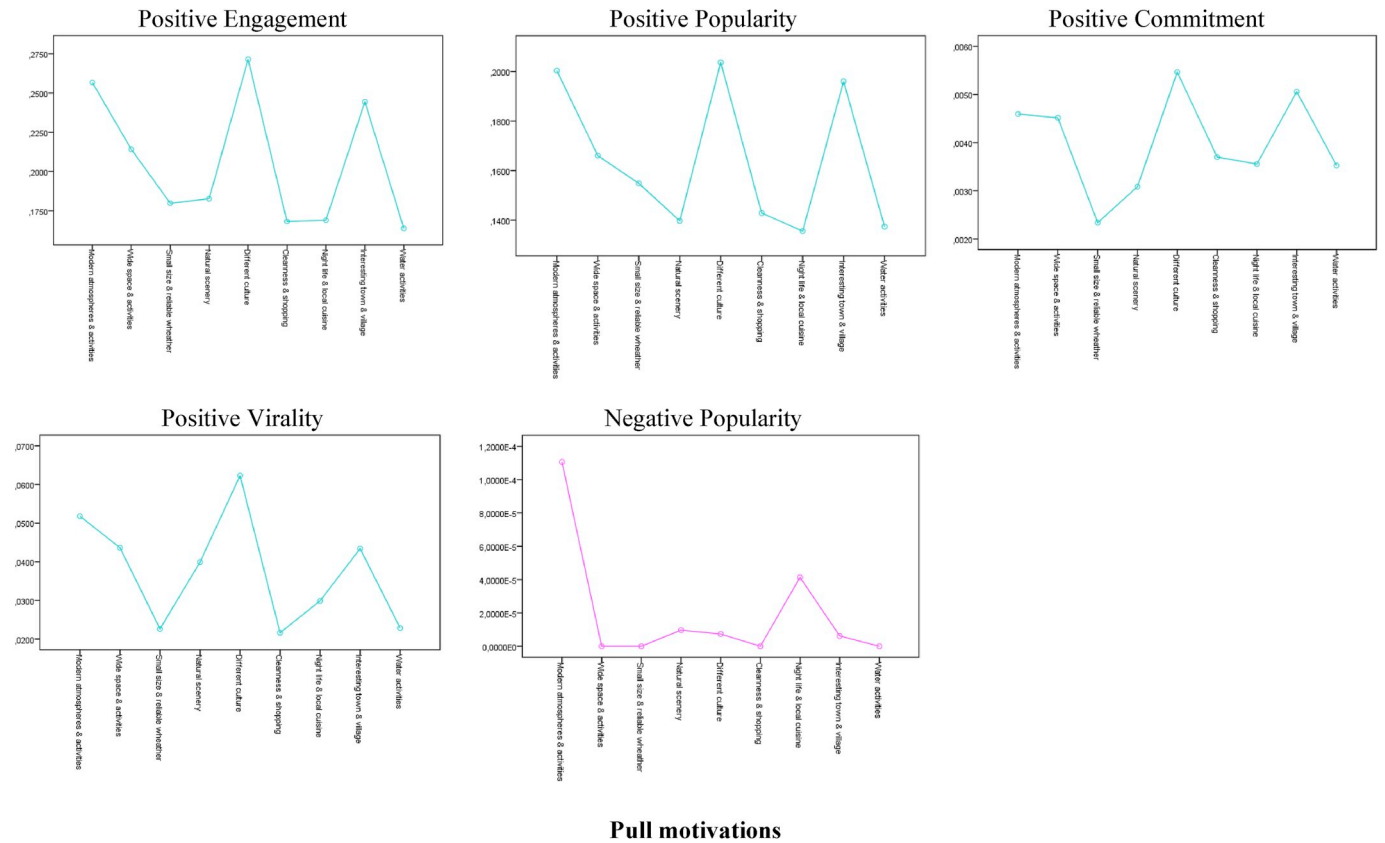 Positive Engagement
,2750
,2500
,2250
,2000
,1750
Modern atmospheres & activities
Wide space & activities
Small size & reliable wheather
Natural scenery
Different culture
Cleanness & shopping
Night life & local cuisine
Interesting town & village
Water activities
Positive Popularity
,2000
,1800
,1600
,1400
Modern atmospheres & activities
Wide space & activities
Small size & reliable wheather
Natural scenery
Different culture
Cleanness & shopping
Night life & local cuisine
Interesting town & village
Water activities
Positive Commitment
,0060
,0050
,0040
,0030
,0020
Modern atmospheres & activities
Wide space & activities
Small size & reliable wheather
Natural scenery
Different culture
Cleanness & shopping
Night life & local cuisine
Interesting town & village
Water activities
Positive Virality
,0700
,0600
,0500
,0400
,0300
,0200
Modern atmospheres & activities
Wide space & activities
Small size & reliable wheather
Natural scenery
Different culture
Cleanness & shopping
Night life & local cuisine
Interesting town & village
Water activities
Negative Popularity
1,2000E-4
1,0000E-4
8,0000E-5
6,0000E-5
4,0000E-5
2,0000E-5
0,0000E0
Modern atmospheres & activities
Wide space & activities
Small size & reliable wheather
Natural scenery
Different culture
Cleanness & shopping
Night life & local cuisine
Interesting town & village
Water activities
Pull motivations